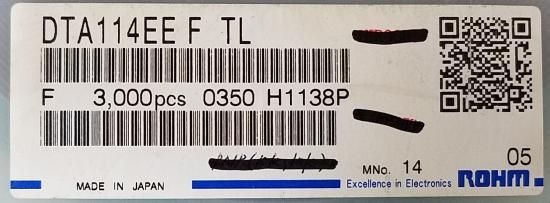 DTA114EE F TL
F 3,000pcs 0350 H1138P
MNo. 14
05
MADE IN JAPAN
Excellence in Electronics ROHM